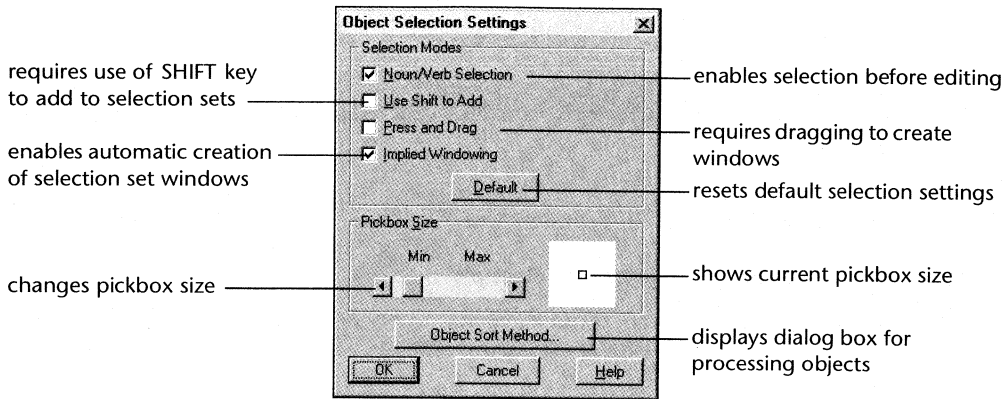 Object Selection Settings
Selection Modes
requires use of SHIFT key
to add to selection sets
Noun/Verb Selection
enables selection before editing
Use Shift to Add
Press and Drag
requires dragging to create
windows
enables automatic creation
of selection set windows
Implied Windowing
Default
resets default selection settings
Pickbox Size
Min Max
changes pickbox size
shows current pickbox size
Object Sort Method...
displays dialog box for
processing objects
OK Cancel Help